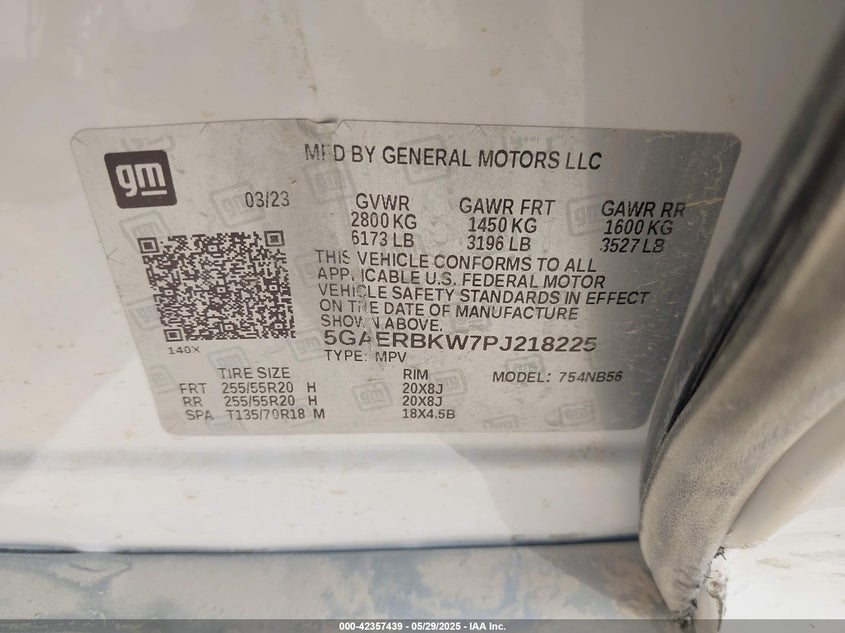 gm
MFD BY GENERAL MOTORS LLC
03/23
GVWR GAWR FRT GAWR RR
2800 KG 1450 KG 1600 KG
6173 LB 3196 LB 3527 LB
THIS VEHICLE CONFORMS TO ALL
APPLICABLE U.S. FEDERAL MOTOR
VEHICLE SAFETY STANDARDS IN EFFECT
ON THE DATE OF MANUFACTURE
SHOWN ABOVE.
5GAERBKW7PJ218225
140X
TYPE: MPV
TIRE SIZE RIM MODEL: 754NB56
FRT 255/55R20 H 20X8J
RR 255/55R20 H 20X8J
SPA T135/70R18 M 18X4.5B
000-42357439 - 05/29/2025 - IAA Inc.